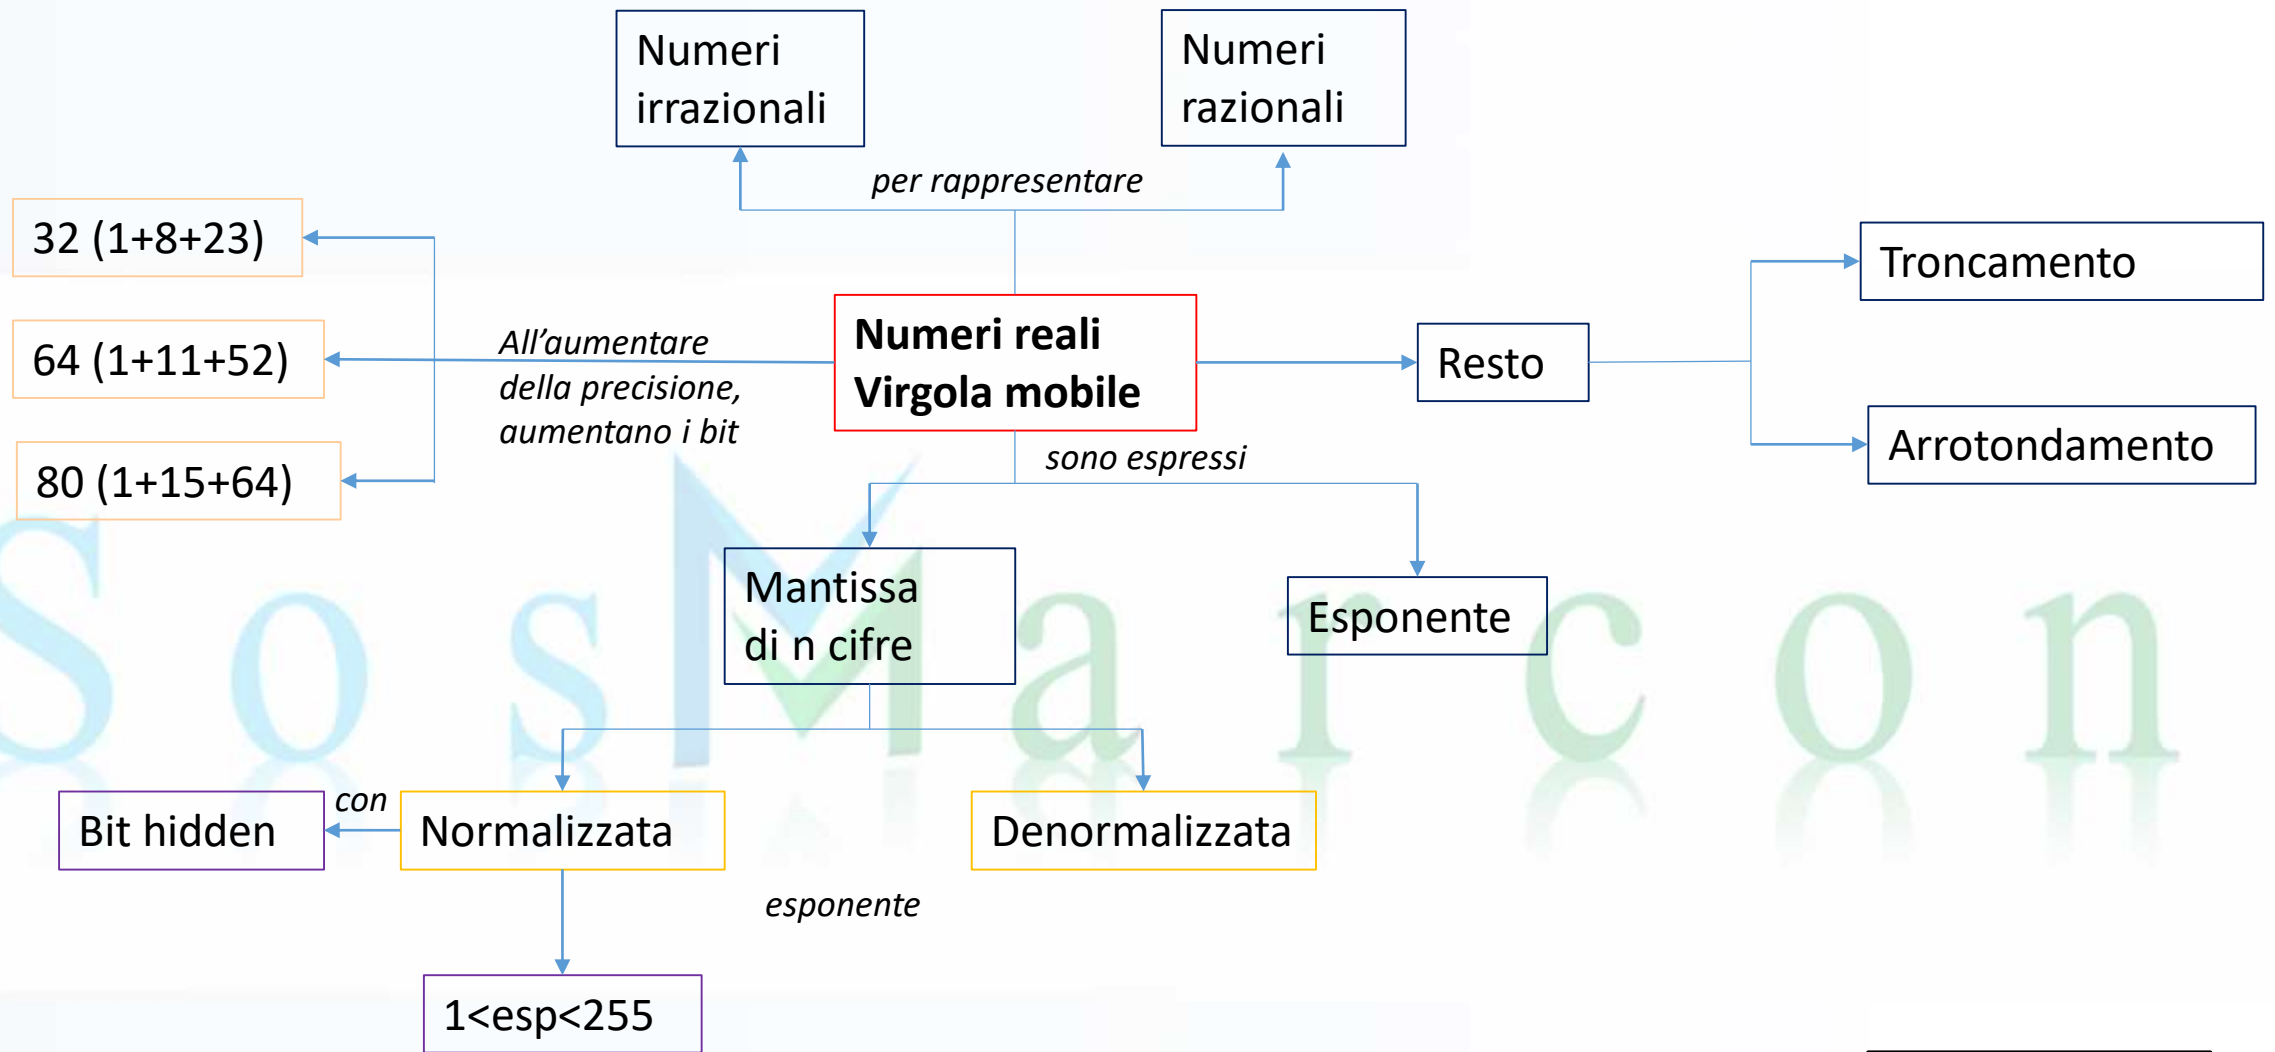 Numeri
irrazionali
Numeri
razionali
per rappresentare
32 (1+8+23)
64 (1+11+52)
80 (1+15+64)
All’aumentare
della precisione,
aumentano i bit
Numeri reali
Virgola mobile
Resto
Troncamento
Arrotondamento
sono espressi
Mantissa
di n cifre
Esponente
SosMarcon
con
Bit hidden
Normalizzata
Denormalizzata
esponente
1<esp<255